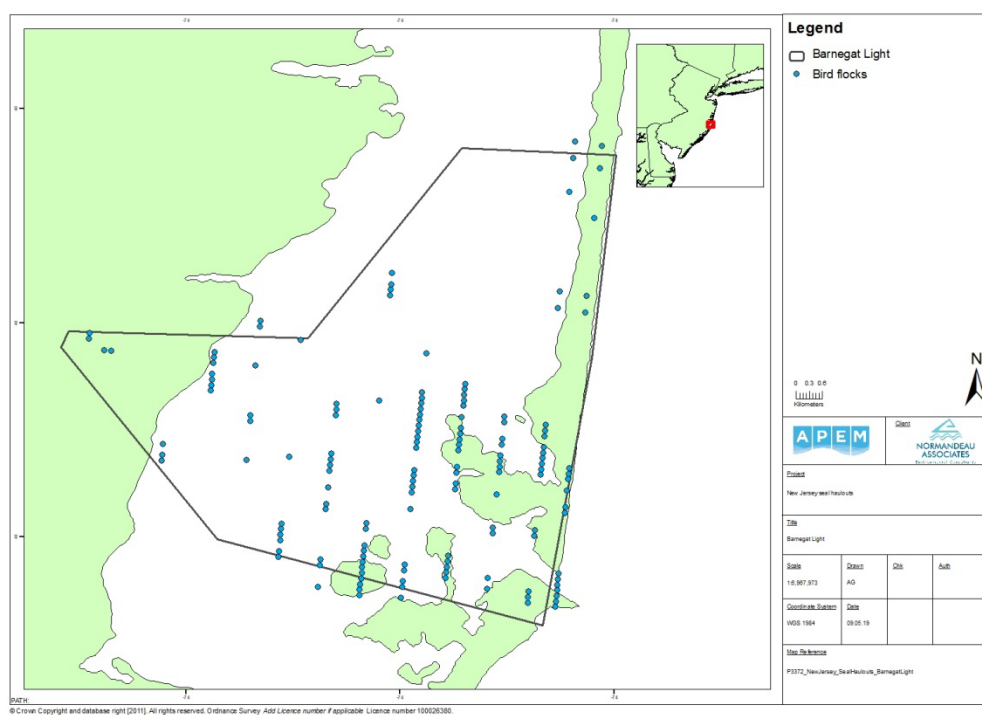 Legend
Barnegat Light
Bird flocks
N
0 0.3 0.6
Kilometers
APEM
Client
NORMANDEAU
ASSOCIATES
Project
New Jersey seal haulouts
Title
Barnegat Light
Scale
Drawn
Chk
Auth
1:6,967,973
AG
Coordinate System
Date
WGS 1984
09.05.19
Map Reference
P3372_NewJersey_SealHaulouts_BarnegatLight
PATH:
© Crown Copyright and database right [2011]. All rights reserved. Ordnance Survey Add Licence number if applicable Licence number 100026380.